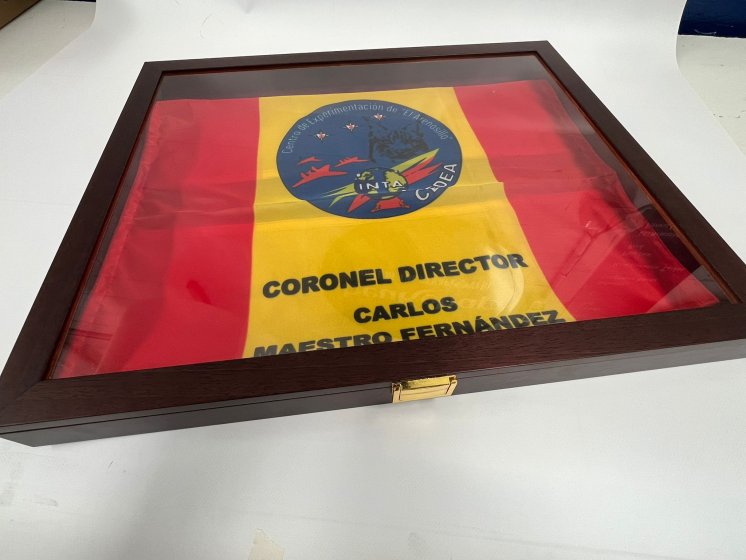 Centro de Experimentación de "El Arenosillo"
INTA
CEDEA
CORONEL DIRECTOR
CARLOS
MAESTRO FERNÁNDEZ